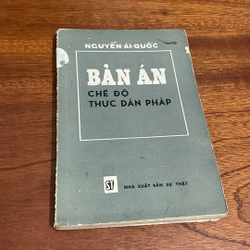 NGUYỄN-ÁI-QUỐC
BẢN ÁN
CHẾ ĐỘ
THỰC DÂN PHÁP
ST
NHÀ XUẤT BẢN SỰ THẬT